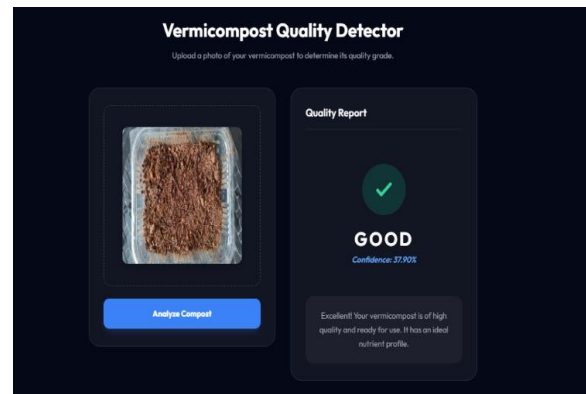 Vermicompost Quality Detector
Upload a photo of your vermicompost to determine its quality grade.
Analyze Compost
Quality Report
GOOD
Confidence: 37.90%
Excellent! Your vermicompost is of high
quality and ready for use. It has an ideal
nutrient profile.